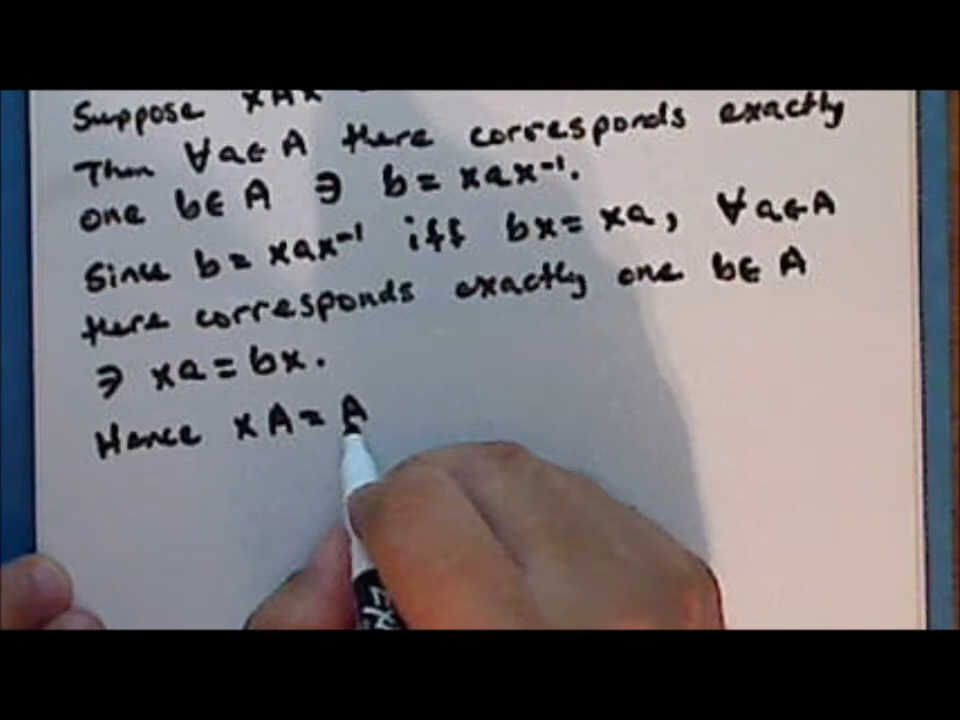 Suppose xAx
Then ∀a∈A there corresponds exactly
one b∈A ∋ b=xax⁻¹.
Since b=xax⁻¹ iff bx=xa, ∀a∈A
there corresponds exactly one b∈A
∋ xa=bx.
Hence xA=A